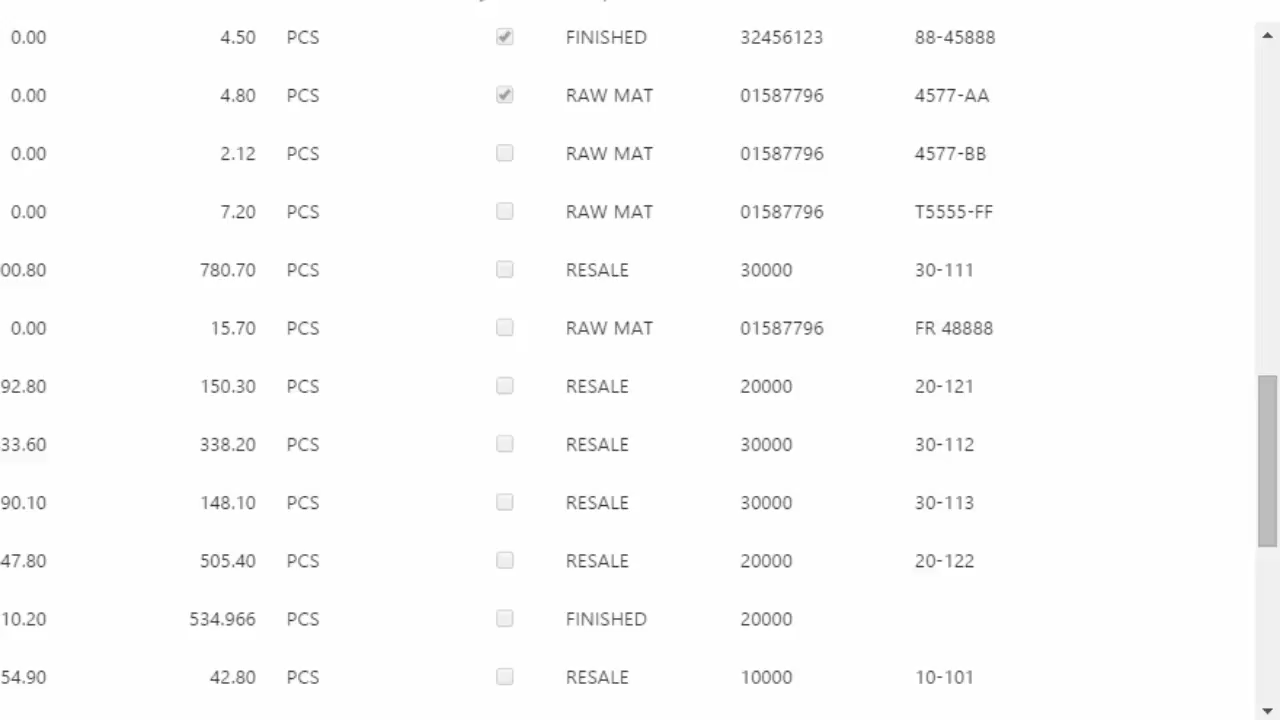 0.00 4.50 PCS FINISHED 32456123 88-45888
0.00 4.80 PCS RAW MAT 01587796 4577-AA
0.00 2.12 PCS RAW MAT 01587796 4577-BB
0.00 7.20 PCS RAW MAT 01587796 T5555-FF
00.80 780.70 PCS RESALE 30000 30-111
0.00 15.70 PCS RAW MAT 01587796 FR 48888
92.80 150.30 PCS RESALE 20000 20-121
33.60 338.20 PCS RESALE 30000 30-112
90.10 148.10 PCS RESALE 30000 30-113
47.80 505.40 PCS RESALE 20000 20-122
10.20 534.966 PCS FINISHED 20000
54.90 42.80 PCS RESALE 10000 10-101